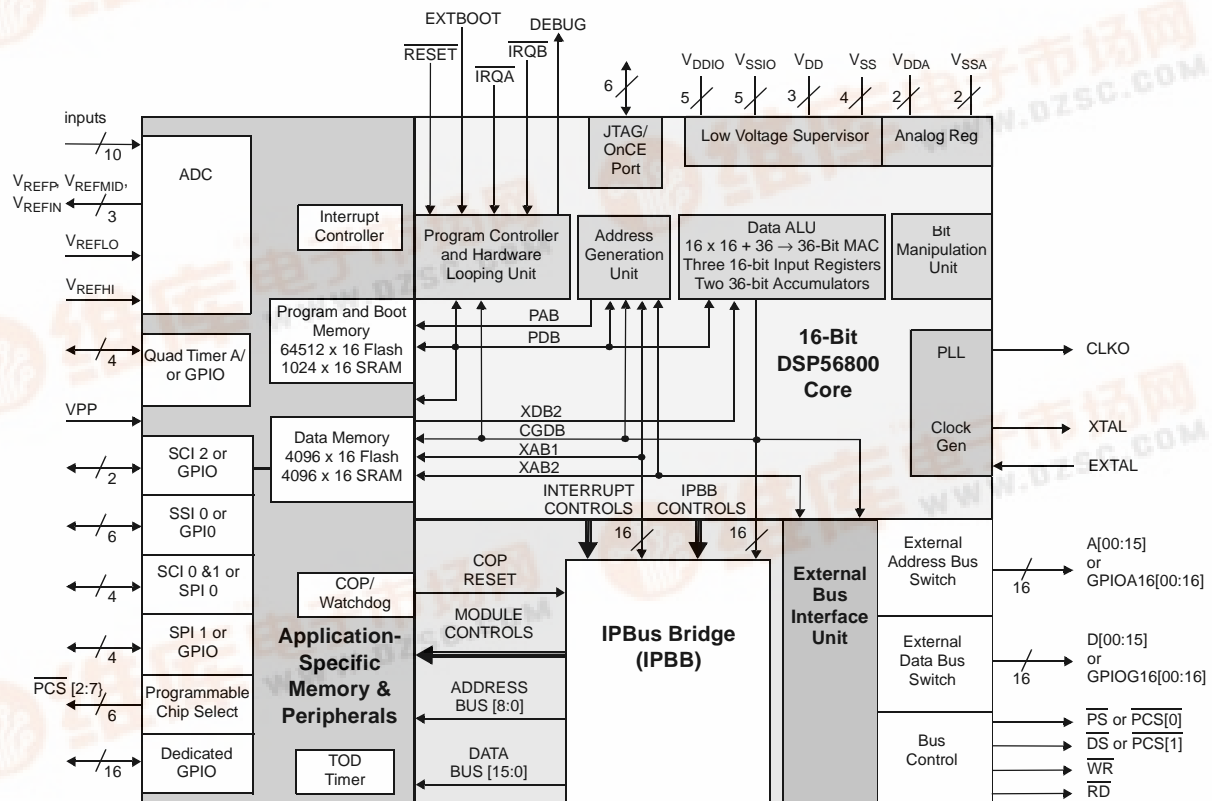 EXTBOOT
DEBUG
RESET
IRQB
IRQA
6
VDDIO
VSSIO
VDD
VSS
VDDA
VSSA
5
5
3
4
2
2
inputs
10
ADC
VREFP, VREFMID,
VREFIN
3
VREFLO
VREFHI
JTAG/
OnCE
Port
Low Voltage Supervisor
Analog Reg
Interrupt
Controller
Program Controller
and Hardware
Looping Unit
Address
Generation
Unit
Data ALU
16 x 16 + 36 → 36-Bit MAC
Three 16-bit Input Registers
Two 36-bit Accumulators
Bit
Manipulation
Unit
Program and Boot
Memory
64512 x 16 Flash
1024 x 16 SRAM
PAB
PDB
16-Bit
DSP56800
Core
PLL
Clock
Gen
CLKO
XTAL
EXTAL
4
Quad Timer A/
or GPIO
VPP
Data Memory
4096 x 16 Flash
4096 x 16 SRAM
XDB2
CGDB
XAB1
XAB2
2
SCI 2 or
GPIO
6
SSI 0 or
GPI0
4
SCI 0 &1 or
SPI 0
4
SPI 1 or
GPIO
PCS [2:7]
6
Programmable
Chip Select
16
Dedicated
GPIO
INTERRUPT
CONTROLS
16
IPBB
CONTROLS
16
COP/
Watchdog
COP
RESET
MODULE
CONTROLS
Application-
Specific
Memory &
Peripherals
ADDRESS
BUS [8:0]
DATA
BUS [15:0]
TOD
Timer
IPBus Bridge
(IPBB)
External
Bus
Interface
Unit
External
Address Bus
Switch
16
A[00:15]
or
GPIOA16[00:16]
External
Data Bus
Switch
16
D[00:15]
or
GPIOG16[00:16]
Bus
Control
PS or PCS[0]
DS or PCS[1]
WR
RD
维库电子市场网
WWW.DZSC.COM